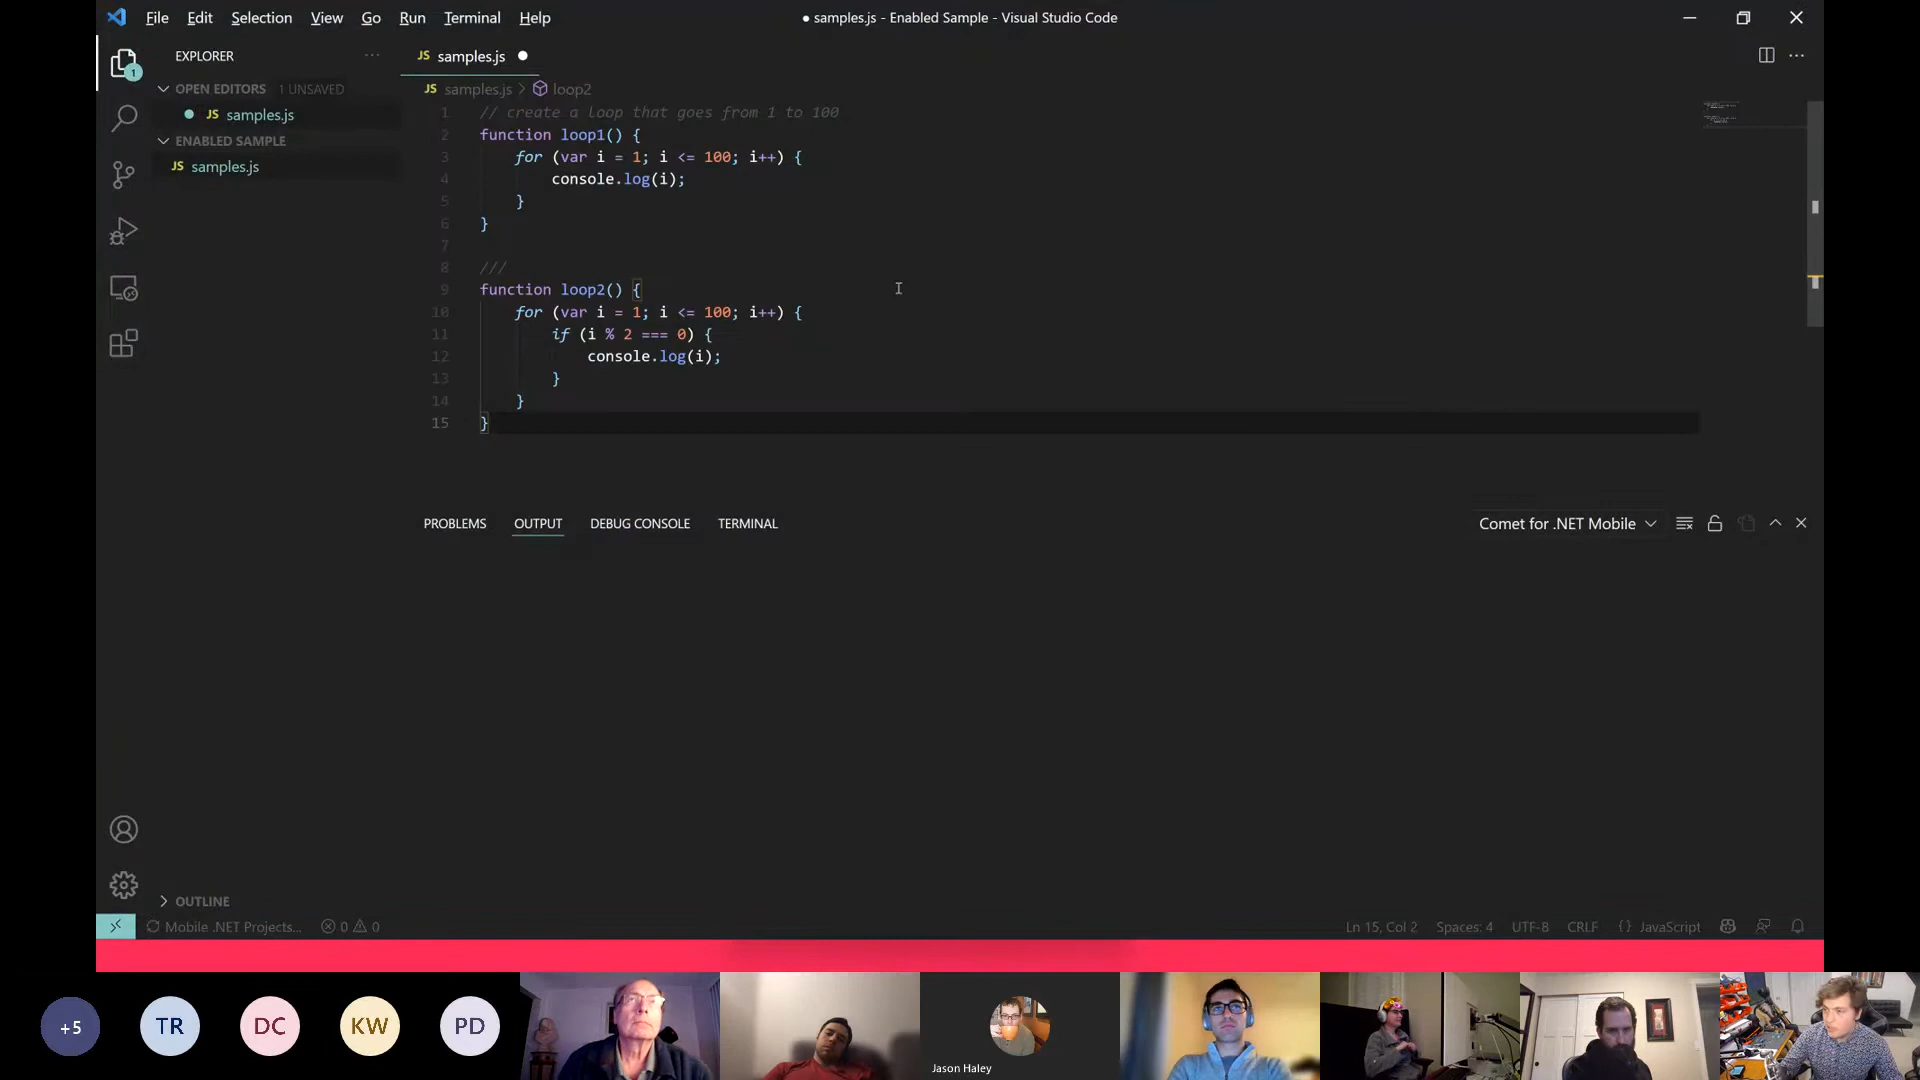 File Edit Selection View Go Run Terminal Help
● samples.js - Enabled Sample - Visual Studio Code
EXPLORER
OPEN EDITORS 1 UNSAVED
JS samples.js
ENABLED SAMPLE
JS samples.js
OUTLINE
1
JS samples.js
JS samples.js > loop2
1 // create a loop that goes from 1 to 100
2 function loop1() {
3 for (var i = 1; i <= 100; i++) {
4 console.log(i);
5 }
6 }
7
8 ///
9 function loop2() {
10 for (var i = 1; i <= 100; i++) {
11 if (i % 2 === 0) {
12 console.log(i);
13 }
14 }
15 }
PROBLEMS OUTPUT DEBUG CONSOLE TERMINAL
Comet for .NET Mobile
Mobile .NET Projects... 0 0
Ln 15, Col 2 Spaces: 4 UTF-8 CRLF {} JavaScript
+5 TR DC KW PD
Jason Haley